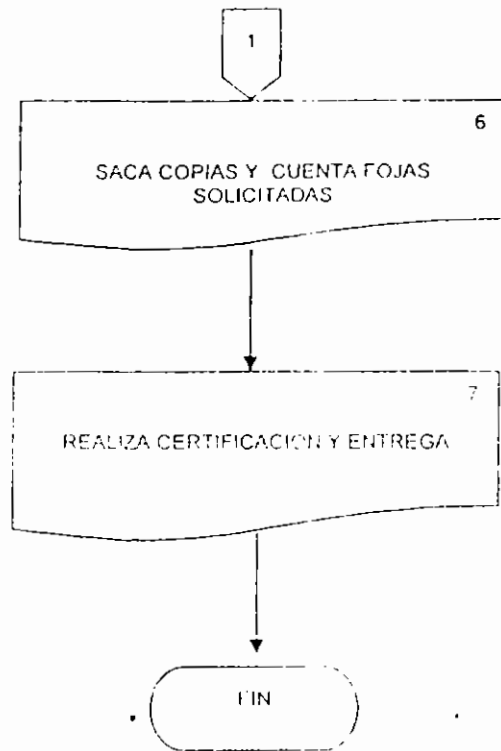 1
6
SACA COPIAS Y CUENTA FOJAS
SOLICITADAS
7
REALIZA CERTIFICACION Y ENTREGA
FIN